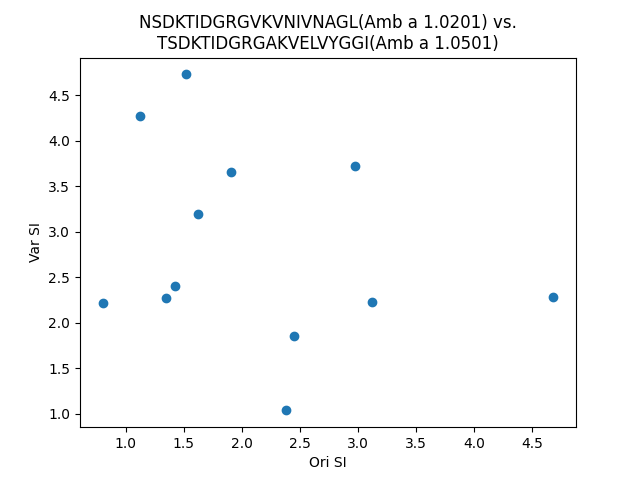 NSDKTIDGRGVKVNIVNAGL(Amb a 1.0201) vs.
TSDKTIDGRGAKVELVYGGI(Amb a 1.0501)
4.5
4.0
3.5
3.0
2.5
2.0
1.5
1.0
Var SI
1.0 1.5 2.0 2.5 3.0 3.5 4.0 4.5
Ori SI